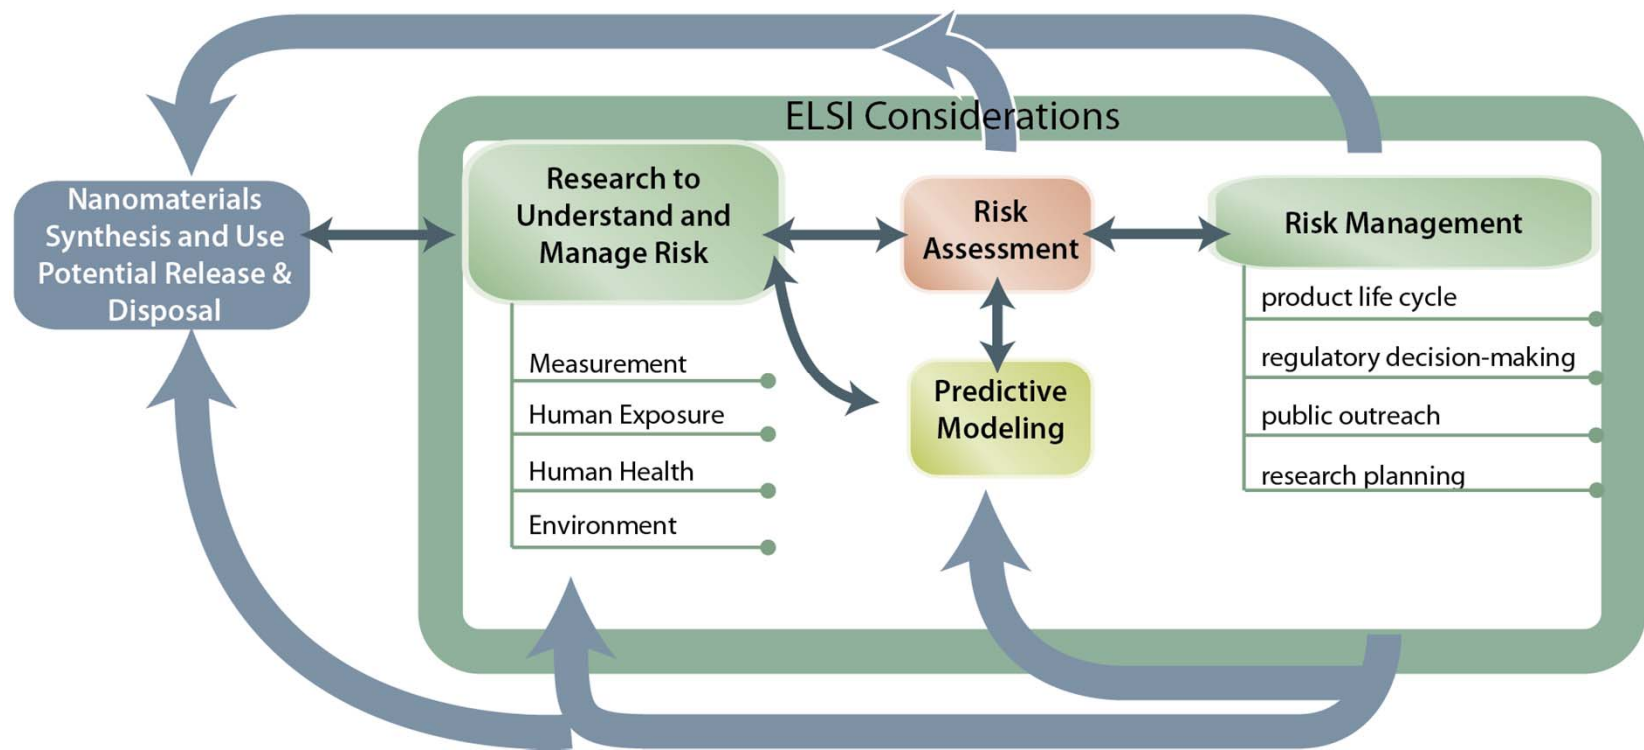 ELSI Considerations
Nanomaterials
Synthesis and Use
Potential Release &
Disposal
Research to
Understand and
Manage Risk
Measurement
Human Exposure
Human Health
Environment
Risk
Assessment
Predictive
Modeling
Risk Management
product life cycle
regulatory decision-making
public outreach
research planning